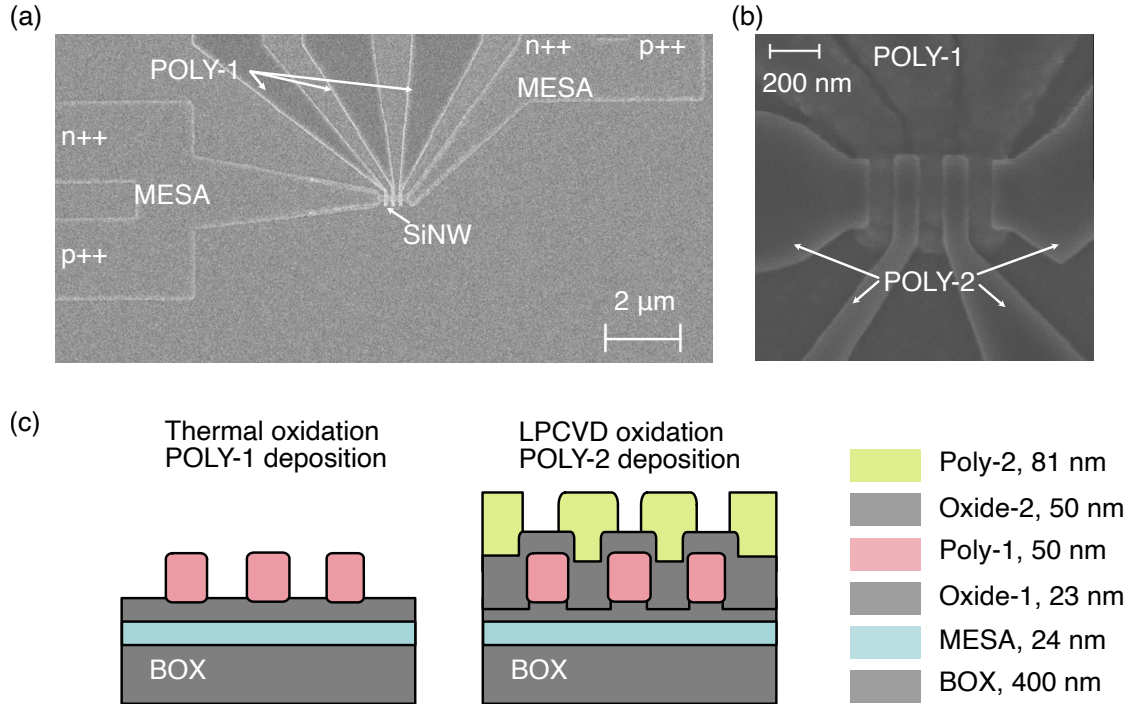 (a)
n++
p++
POLY-1
MESA
n++
MESA
SiNW
p++
2 μm
(b)
POLY-1
200 nm
POLY-2
(c)
Thermal oxidation
POLY-1 deposition
BOX
LPCVD oxidation
POLY-2 deposition
BOX
Poly-2, 81 nm
Oxide-2, 50 nm
Poly-1, 50 nm
Oxide-1, 23 nm
MESA, 24 nm
BOX, 400 nm